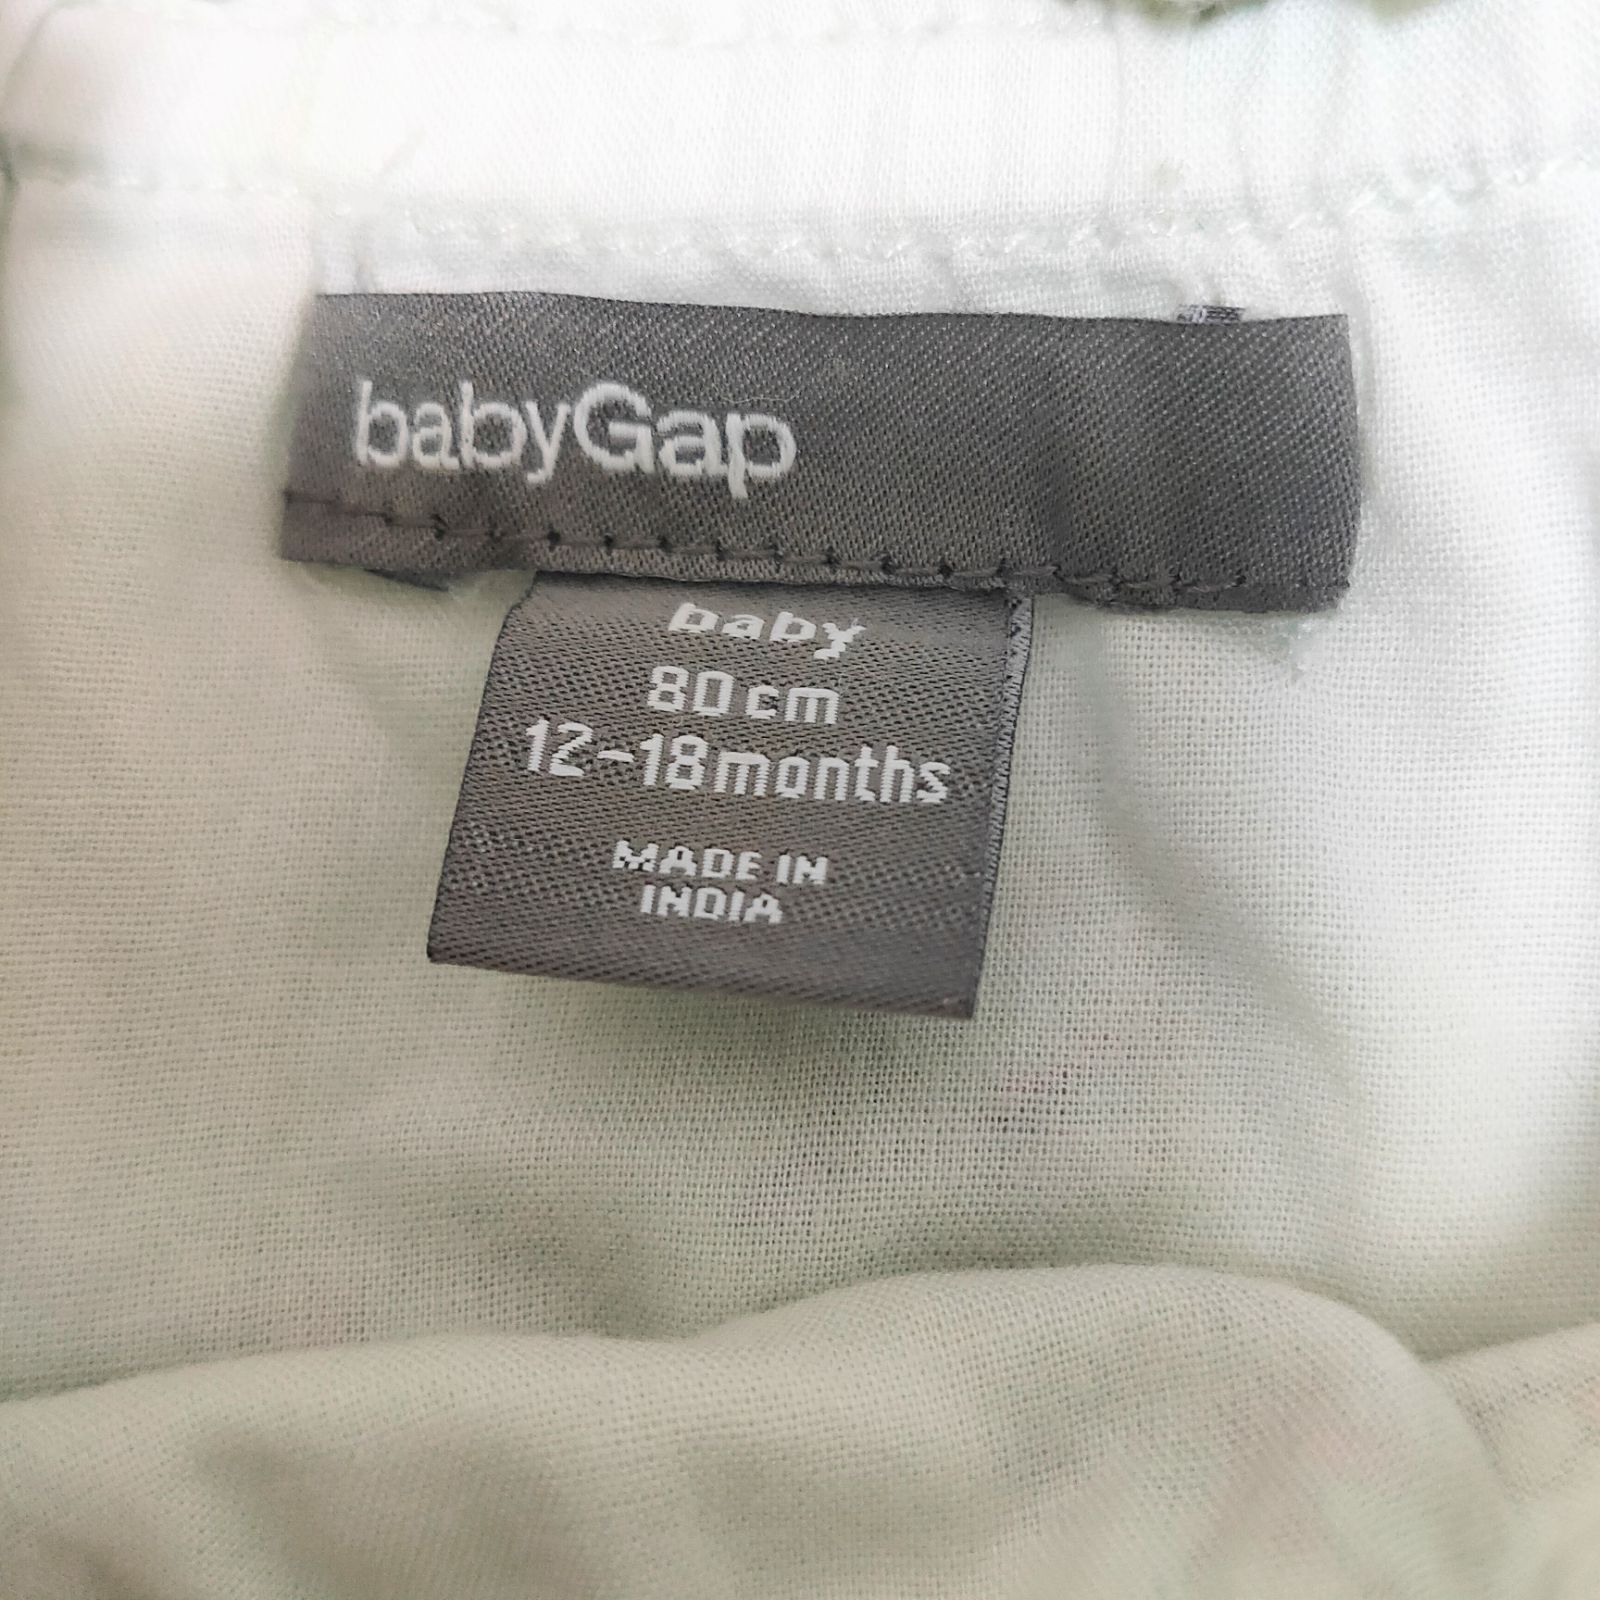 babyGap
baby
80cm
12-18months
MADE IN
INDIA